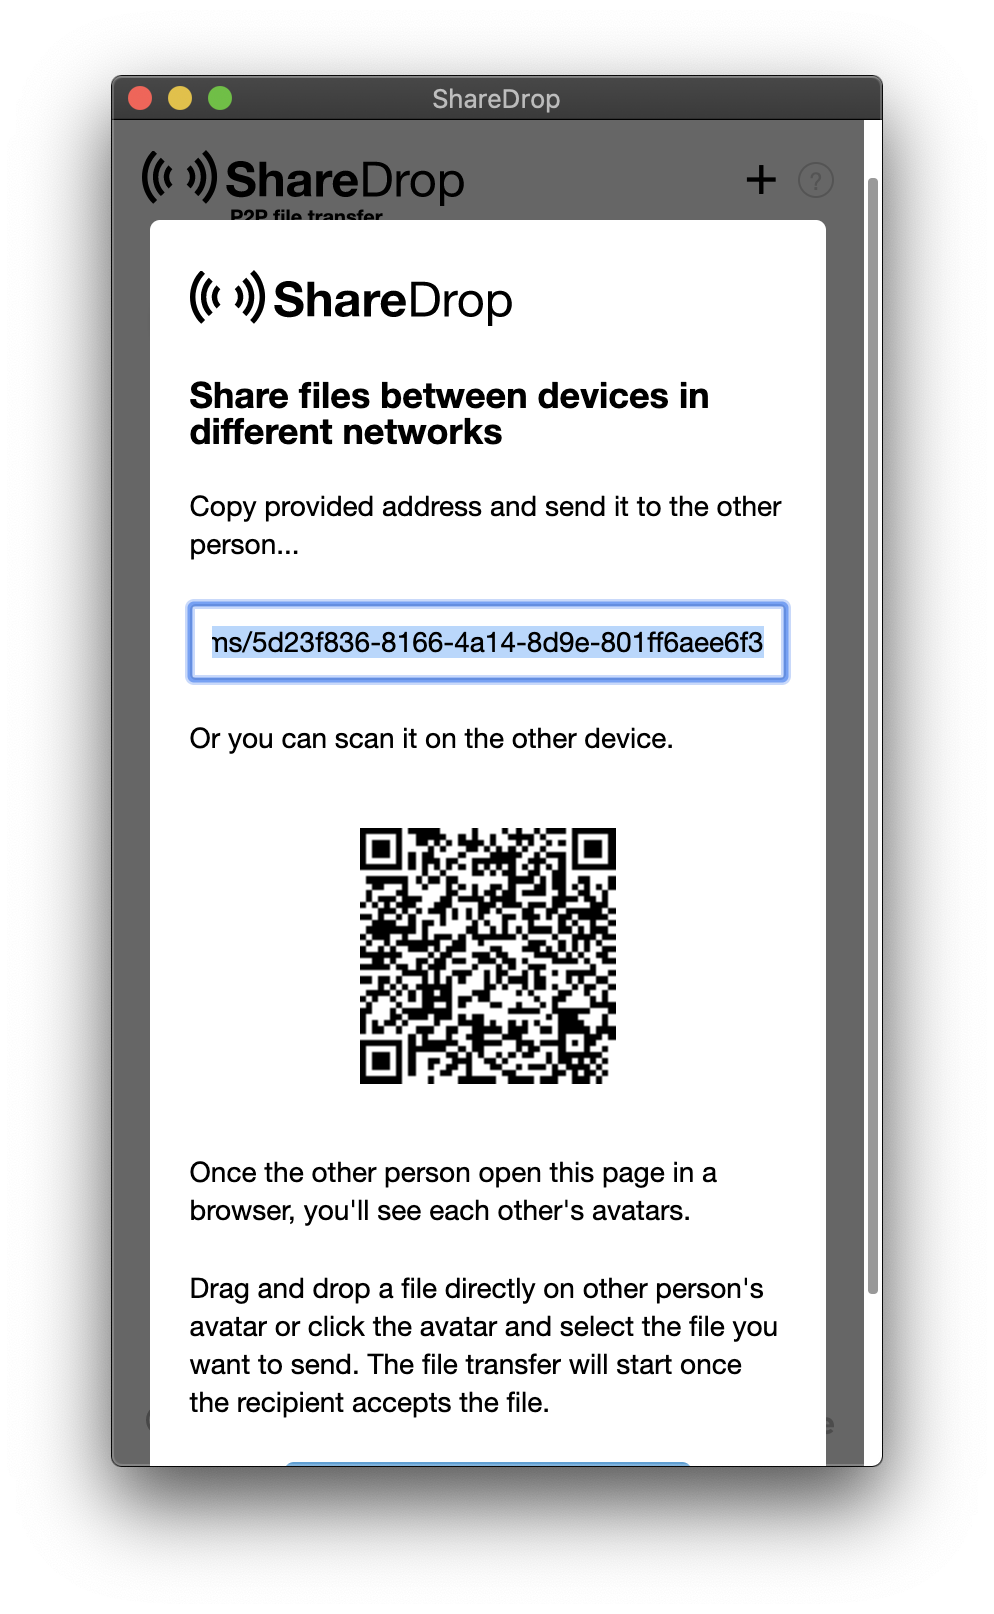 ShareDrop
ShareDrop
P2P file transfer
ShareDrop
Share files between devices in
different networks
Copy provided address and send it to the other
person...
ms/5d23f836-8166-4a14-8d9e-801ff6aee6f3
Or you can scan it on the other device.
Once the other person open this page in a
browser, you'll see each other's avatars.
Drag and drop a file directly on other person's
avatar or click the avatar and select the file you
want to send. The file transfer will start once
the recipient accepts the file.